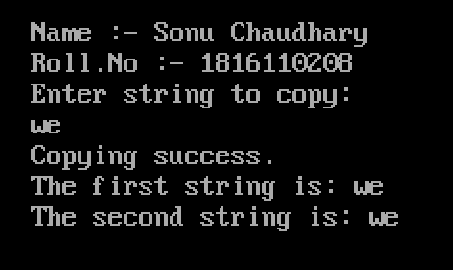 Name :- Sonu Chaudhary
Roll.No :- 1816110208
Enter string to copy:
we
Copying success.
The first string is: we
The second string is: we